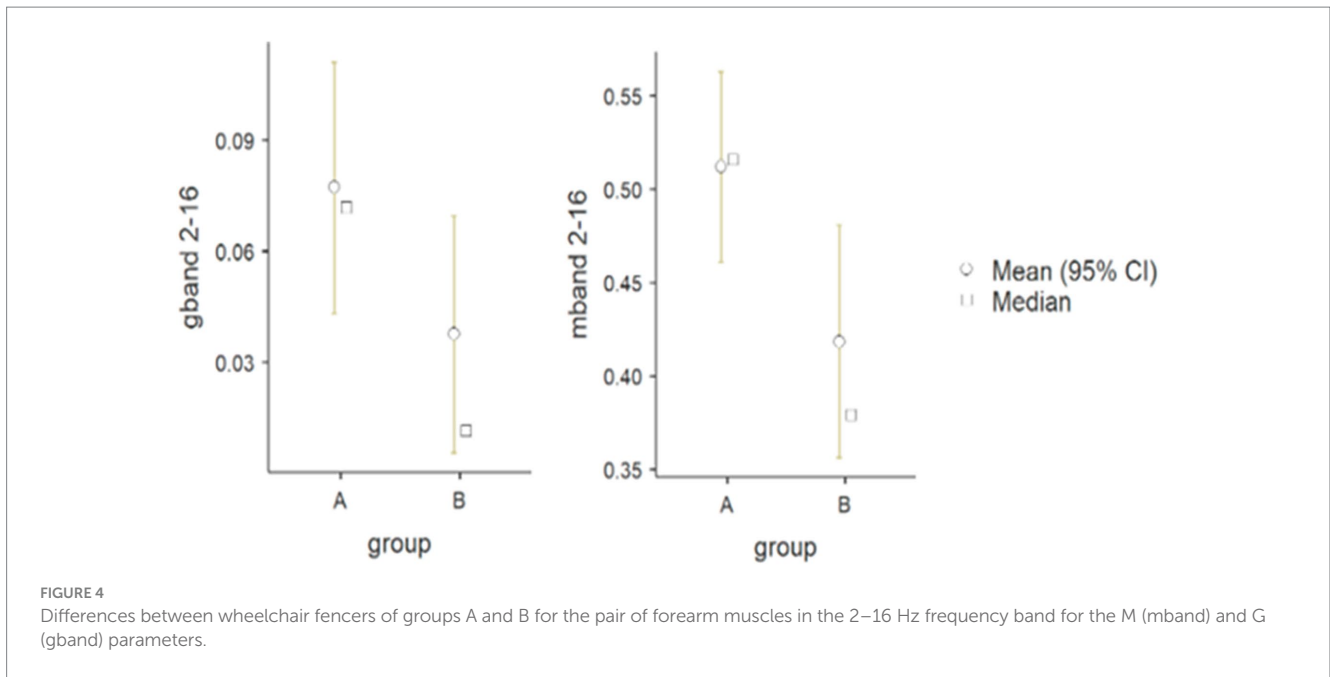 gband 2-16
0.09
0.06
0.03
A
B
group
mband 2-16
0.55
0.50
0.45
0.40
0.35
A
B
group
Mean (95% CI)
Median
FIGURE 4
Differences between wheelchair fencers of groups A and B for the pair of forearm muscles in the 2–16 Hz frequency band for the M (mband) and G
(gband) parameters.